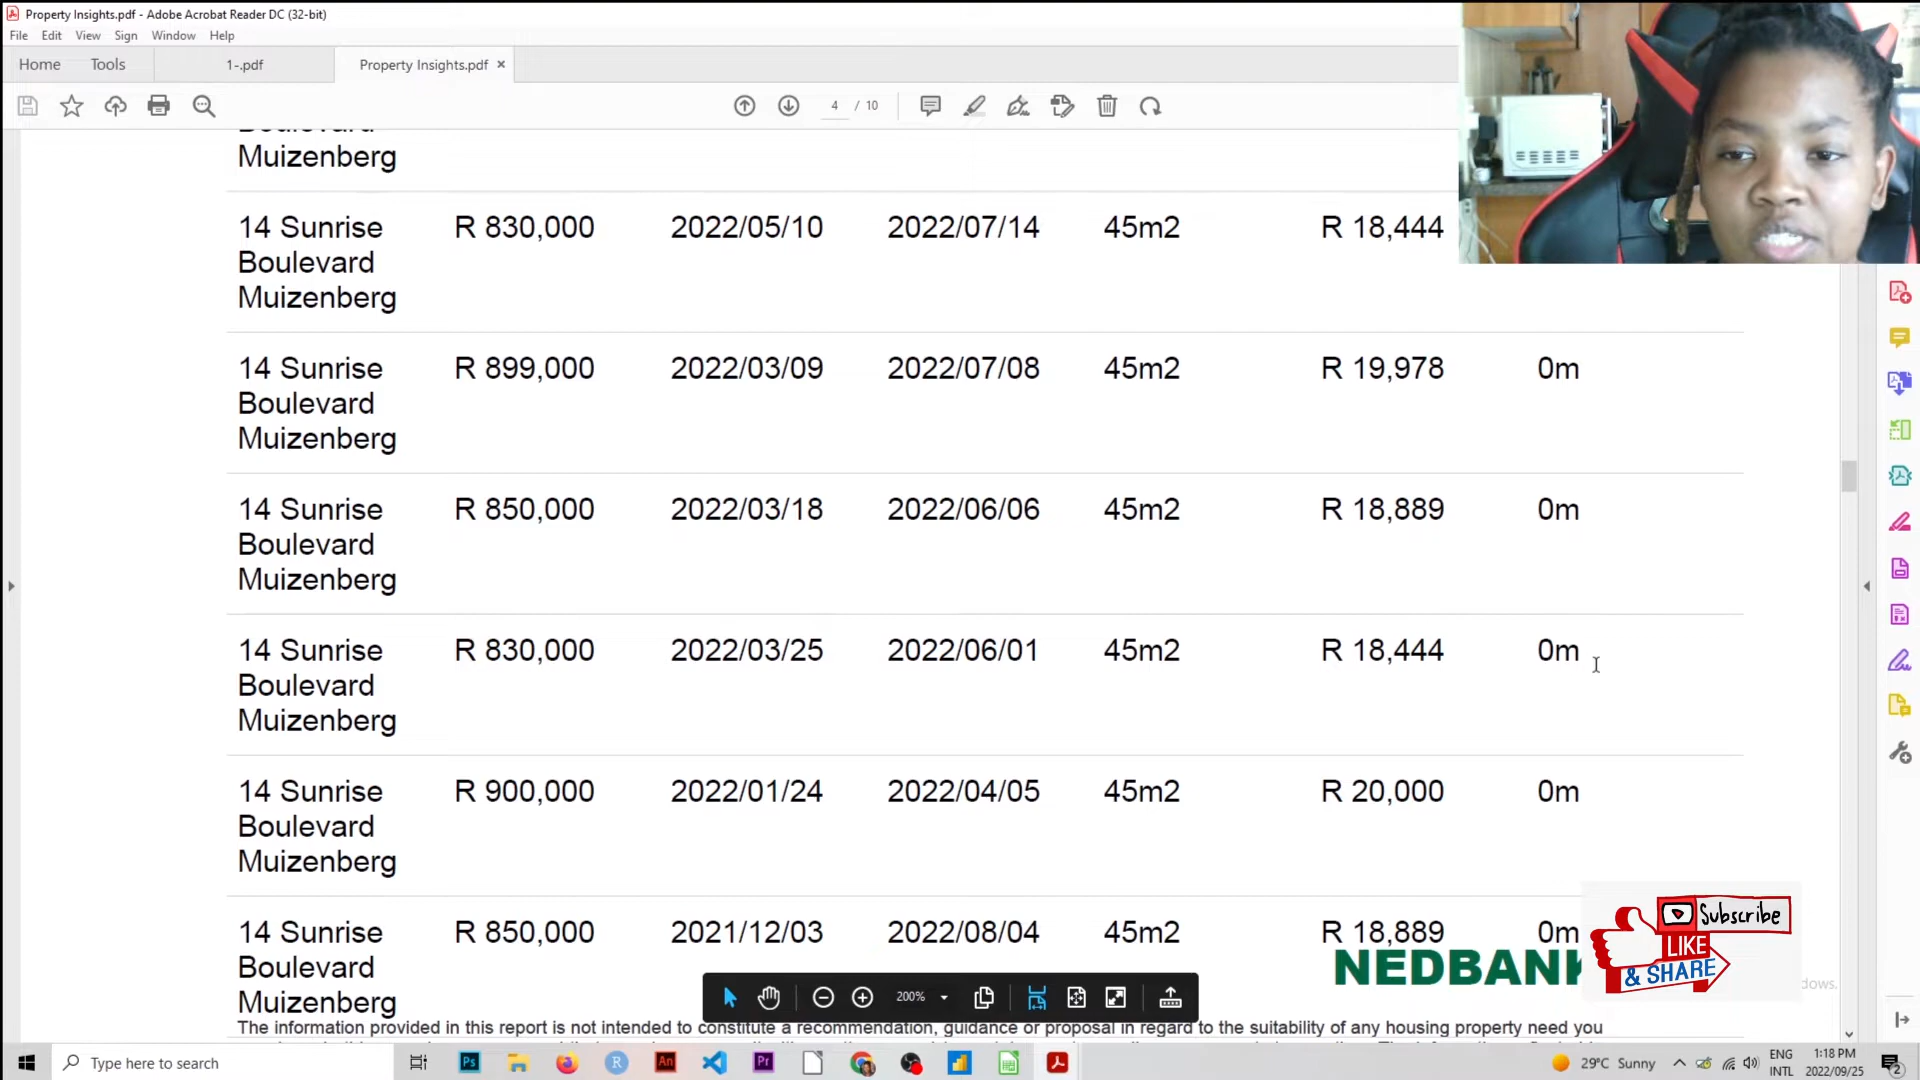 Property Insights.pdf - Adobe Acrobat Reader DC (32-bit)
File Edit View Sign Window Help
Home Tools 1-.pdf Property Insights.pdf ×
4 / 10
Boulevard
Muizenberg
14 Sunrise R 830,000 2022/05/10 2022/07/14 45m2 R 18,444
Boulevard
Muizenberg
14 Sunrise R 899,000 2022/03/09 2022/07/08 45m2 R 19,978 0m
Boulevard
Muizenberg
14 Sunrise R 850,000 2022/03/18 2022/06/06 45m2 R 18,889 0m
Boulevard
Muizenberg
14 Sunrise R 830,000 2022/03/25 2022/06/01 45m2 R 18,444 0m
Boulevard
Muizenberg
14 Sunrise R 900,000 2022/01/24 2022/04/05 45m2 R 20,000 0m
Boulevard
Muizenberg
14 Sunrise R 850,000 2021/12/03 2022/08/04 45m2 R 18,889 0m
Boulevard
Muizenberg
NEDBANK
Subscribe
LIKE
& SHARE
dows.
200%
The information provided in this report is not intended to constitute a recommendation, guidance or proposal in regard to the suitability of any housing property need you
Type here to search
Ps R An Pr
29°C Sunny
ENG
INTL
1:18 PM
2022/09/25
2